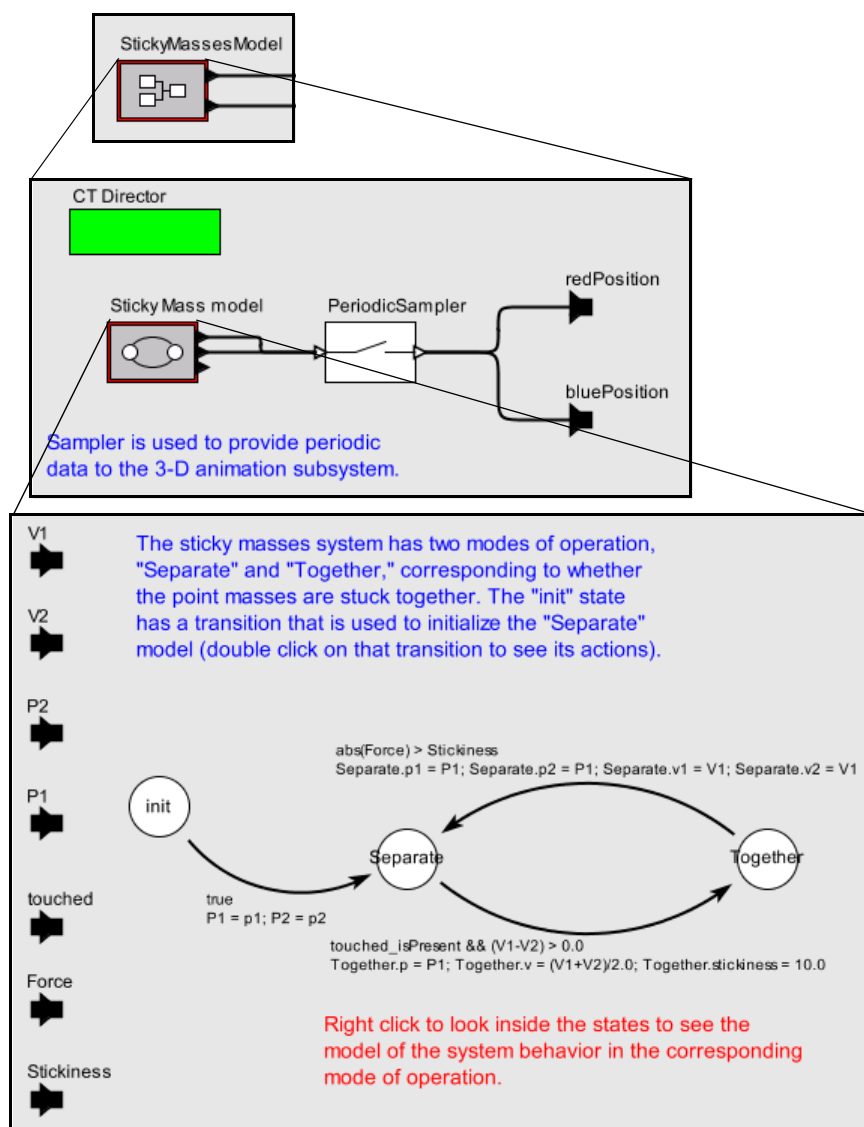 StickyMassesModel
CT Director
StickyMass model
PeriodicSampler
redPosition
bluePosition
Sampler is used to provide periodic
data to the 3-D animation subsystem.
V1
V2
P2
P1
touched
Force
Stickiness
The sticky masses system has two modes of operation,
"Separate" and "Together," corresponding to whether
the point masses are stuck together. The "init" state
has a transition that is used to initialize the "Separate"
model (double click on that transition to see its actions).
abs(Force) > Stickiness
Separate.p1 = P1; Separate.p2 = P1; Separate.v1 = V1; Separate.v2 = V1
init
Separate
Together
true
P1 = p1; P2 = p2
touched_isPresent && (V1-V2) > 0.0
Together.p = P1; Together.v = (V1+V2)/2.0; Together.stickiness = 10.0
Right click to look inside the states to see the
model of the system behavior in the corresponding
mode of operation.